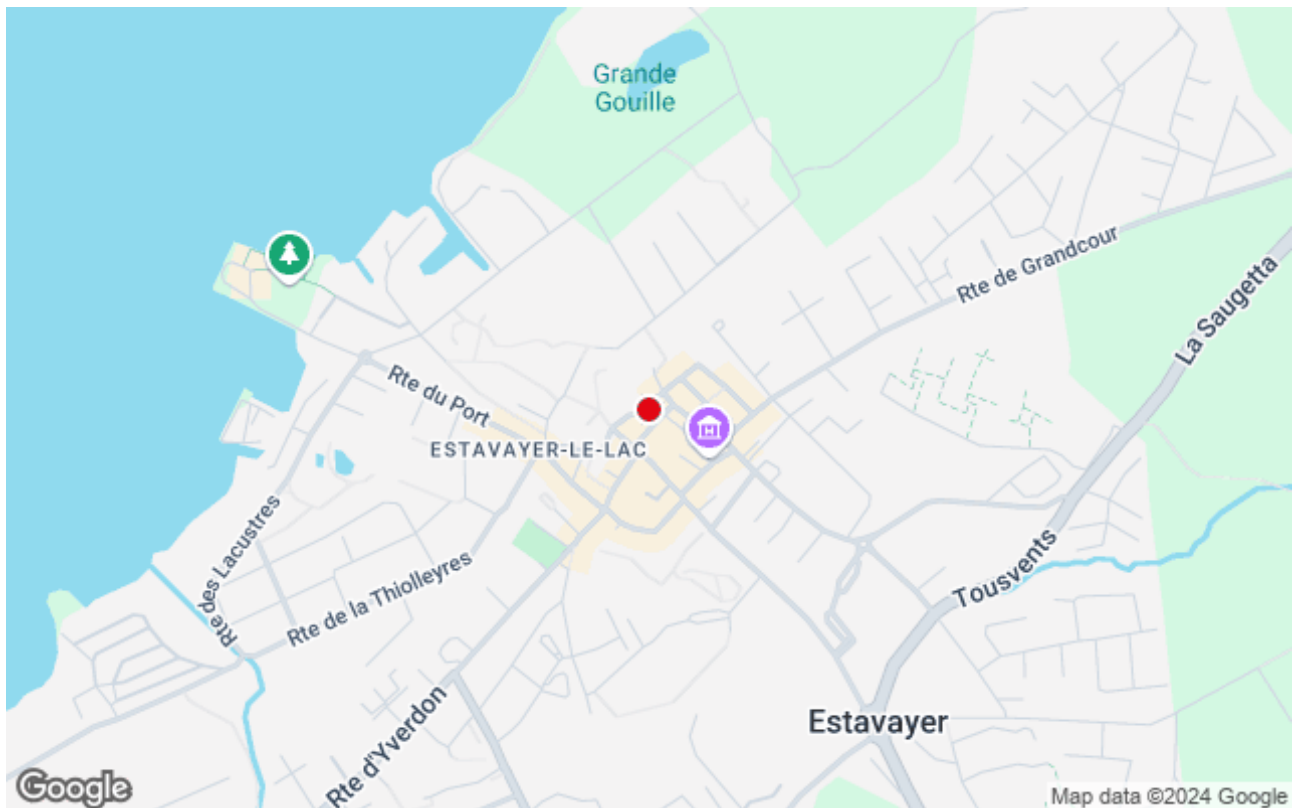 Grande
Gouille
Rte de Grandcour
La Saugetta
Rte du Port
ESTAVAYER-LE-LAC
H
Rte des Lacustres
Rte de la Thiolleyres
Tousvents
Rte d'Yverdon
Estavayer
Google
Map data ©2024 Google